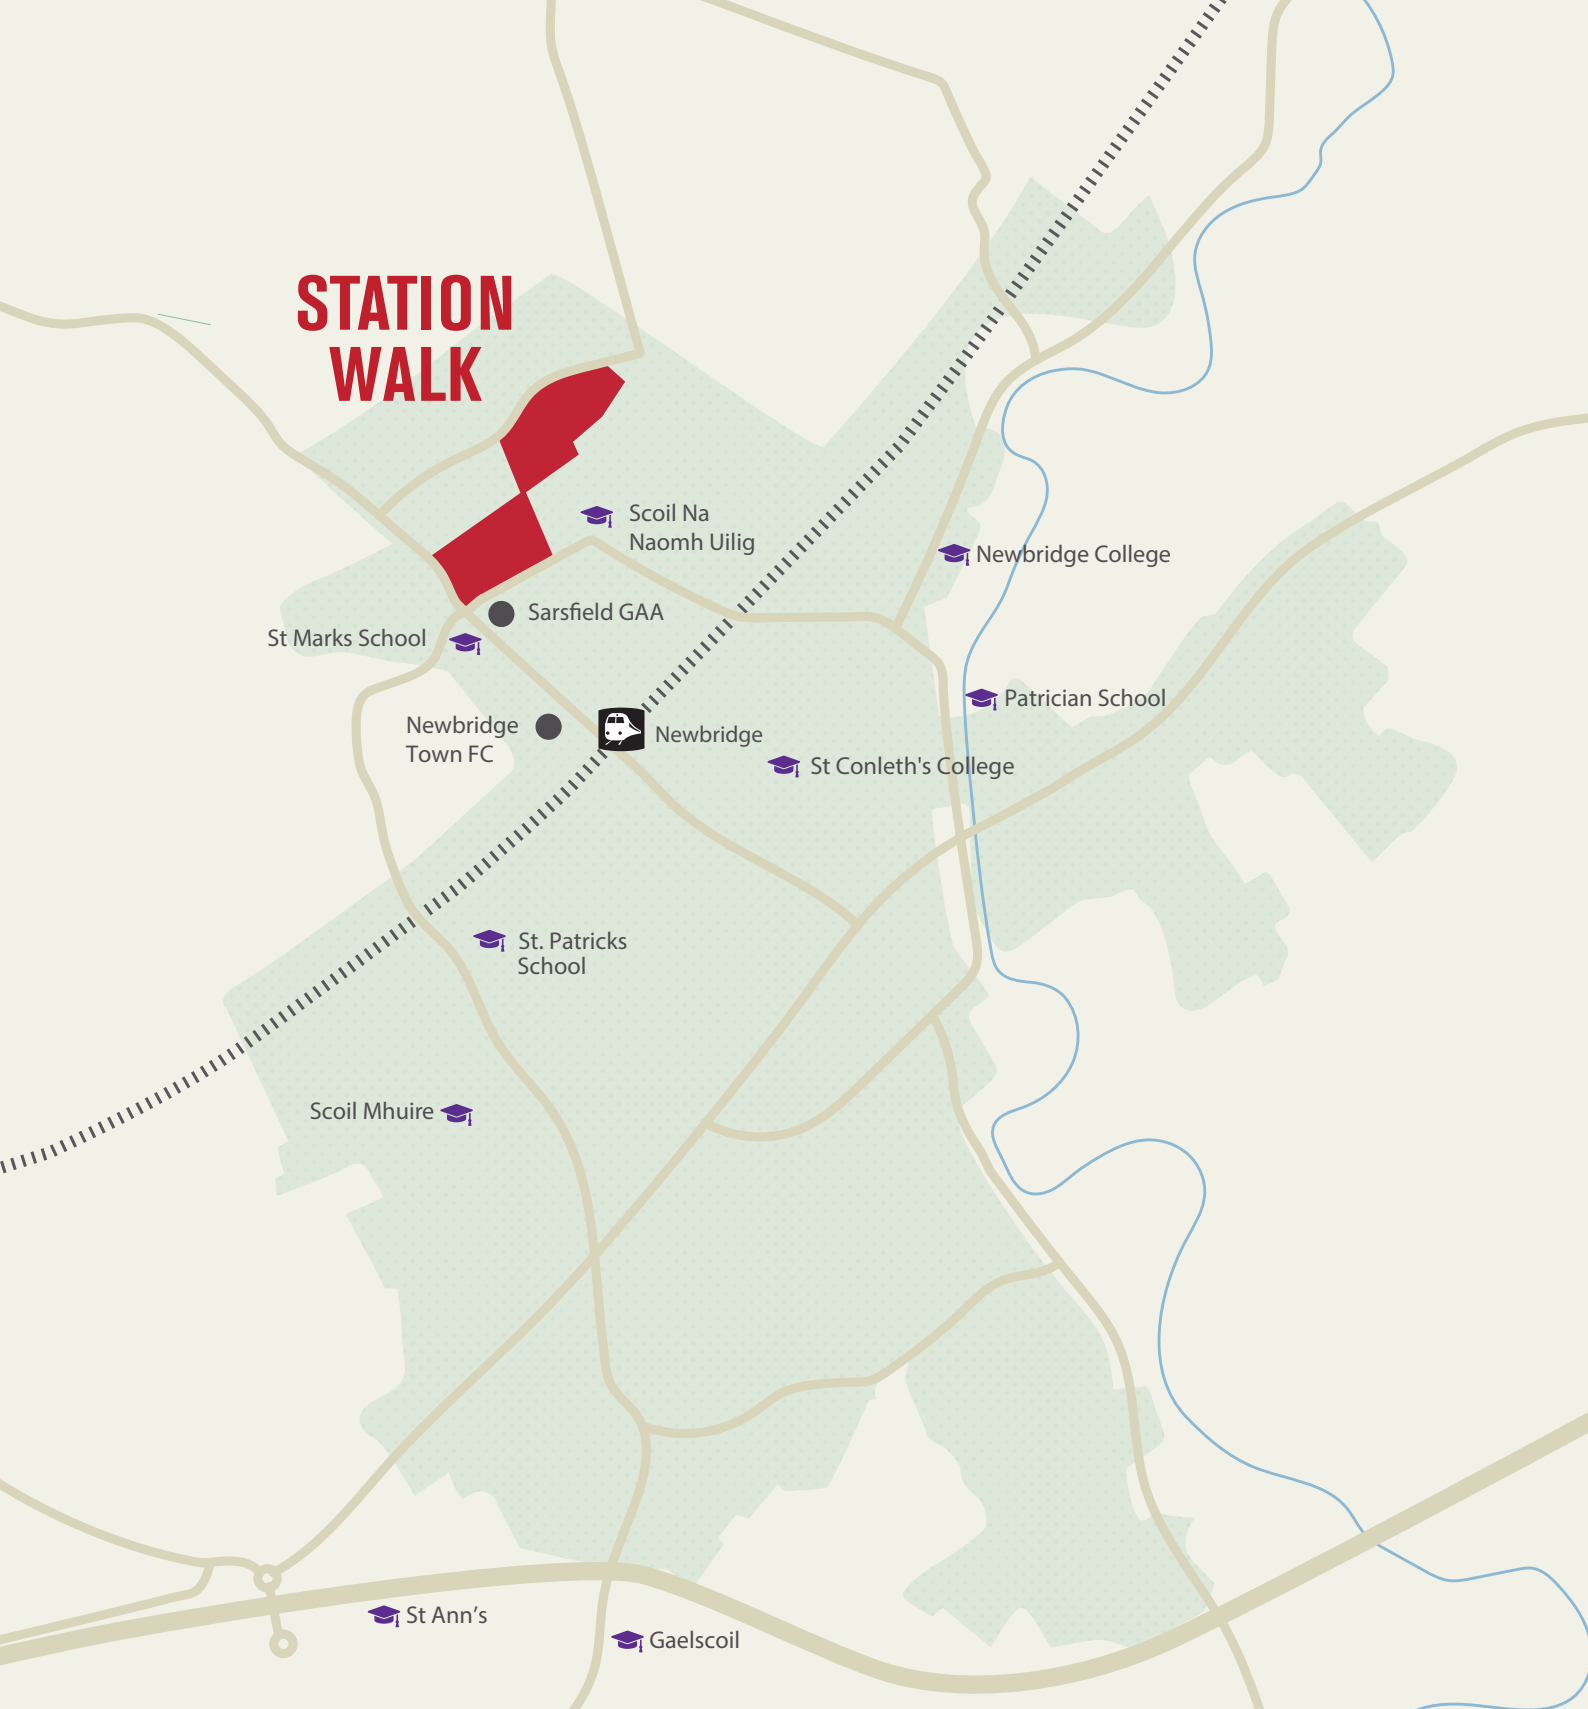 STATION
WALK
Scoil Na
Naomh Uilig
Newbridge College
Sarsfield GAA
St Marks School
Patrician School
Newbridge
Town FC
Newbridge
St Conleth's College
St. Patricks
School
Scoil Mhuire
St Ann’s
Gaelscoil